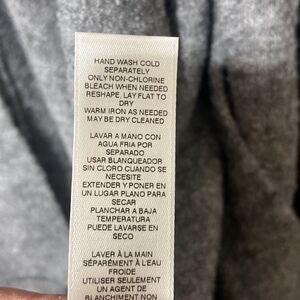 HAND WASH COLD
SEPARATELY
ONLY NON-CHLORINE
BLEACH WHEN NEEDED
RESHAPE, LAY FLAT TO
DRY
WARM IRON AS NEEDED
MAY BE DRY CLEANED
LAVAR A MANO CON
AGUA FRIA POR
SEPARADO
USAR BLANQUEADOR
SIN CLORO CUANDO SE
NECESITE.
EXTENDER Y PONER EN
UN LUGAR PLANO PARA
SECAR
PLANCHAR A BAJA
TEMPERATURA
PUEDE LAVARSE EN
SECO
LAVER À LA MAIN
SÉPARÉMENT À L'EAU
FROIDE
UTILISER SEULEMENT
UN AGENT DE
BLANCHIMENT NON